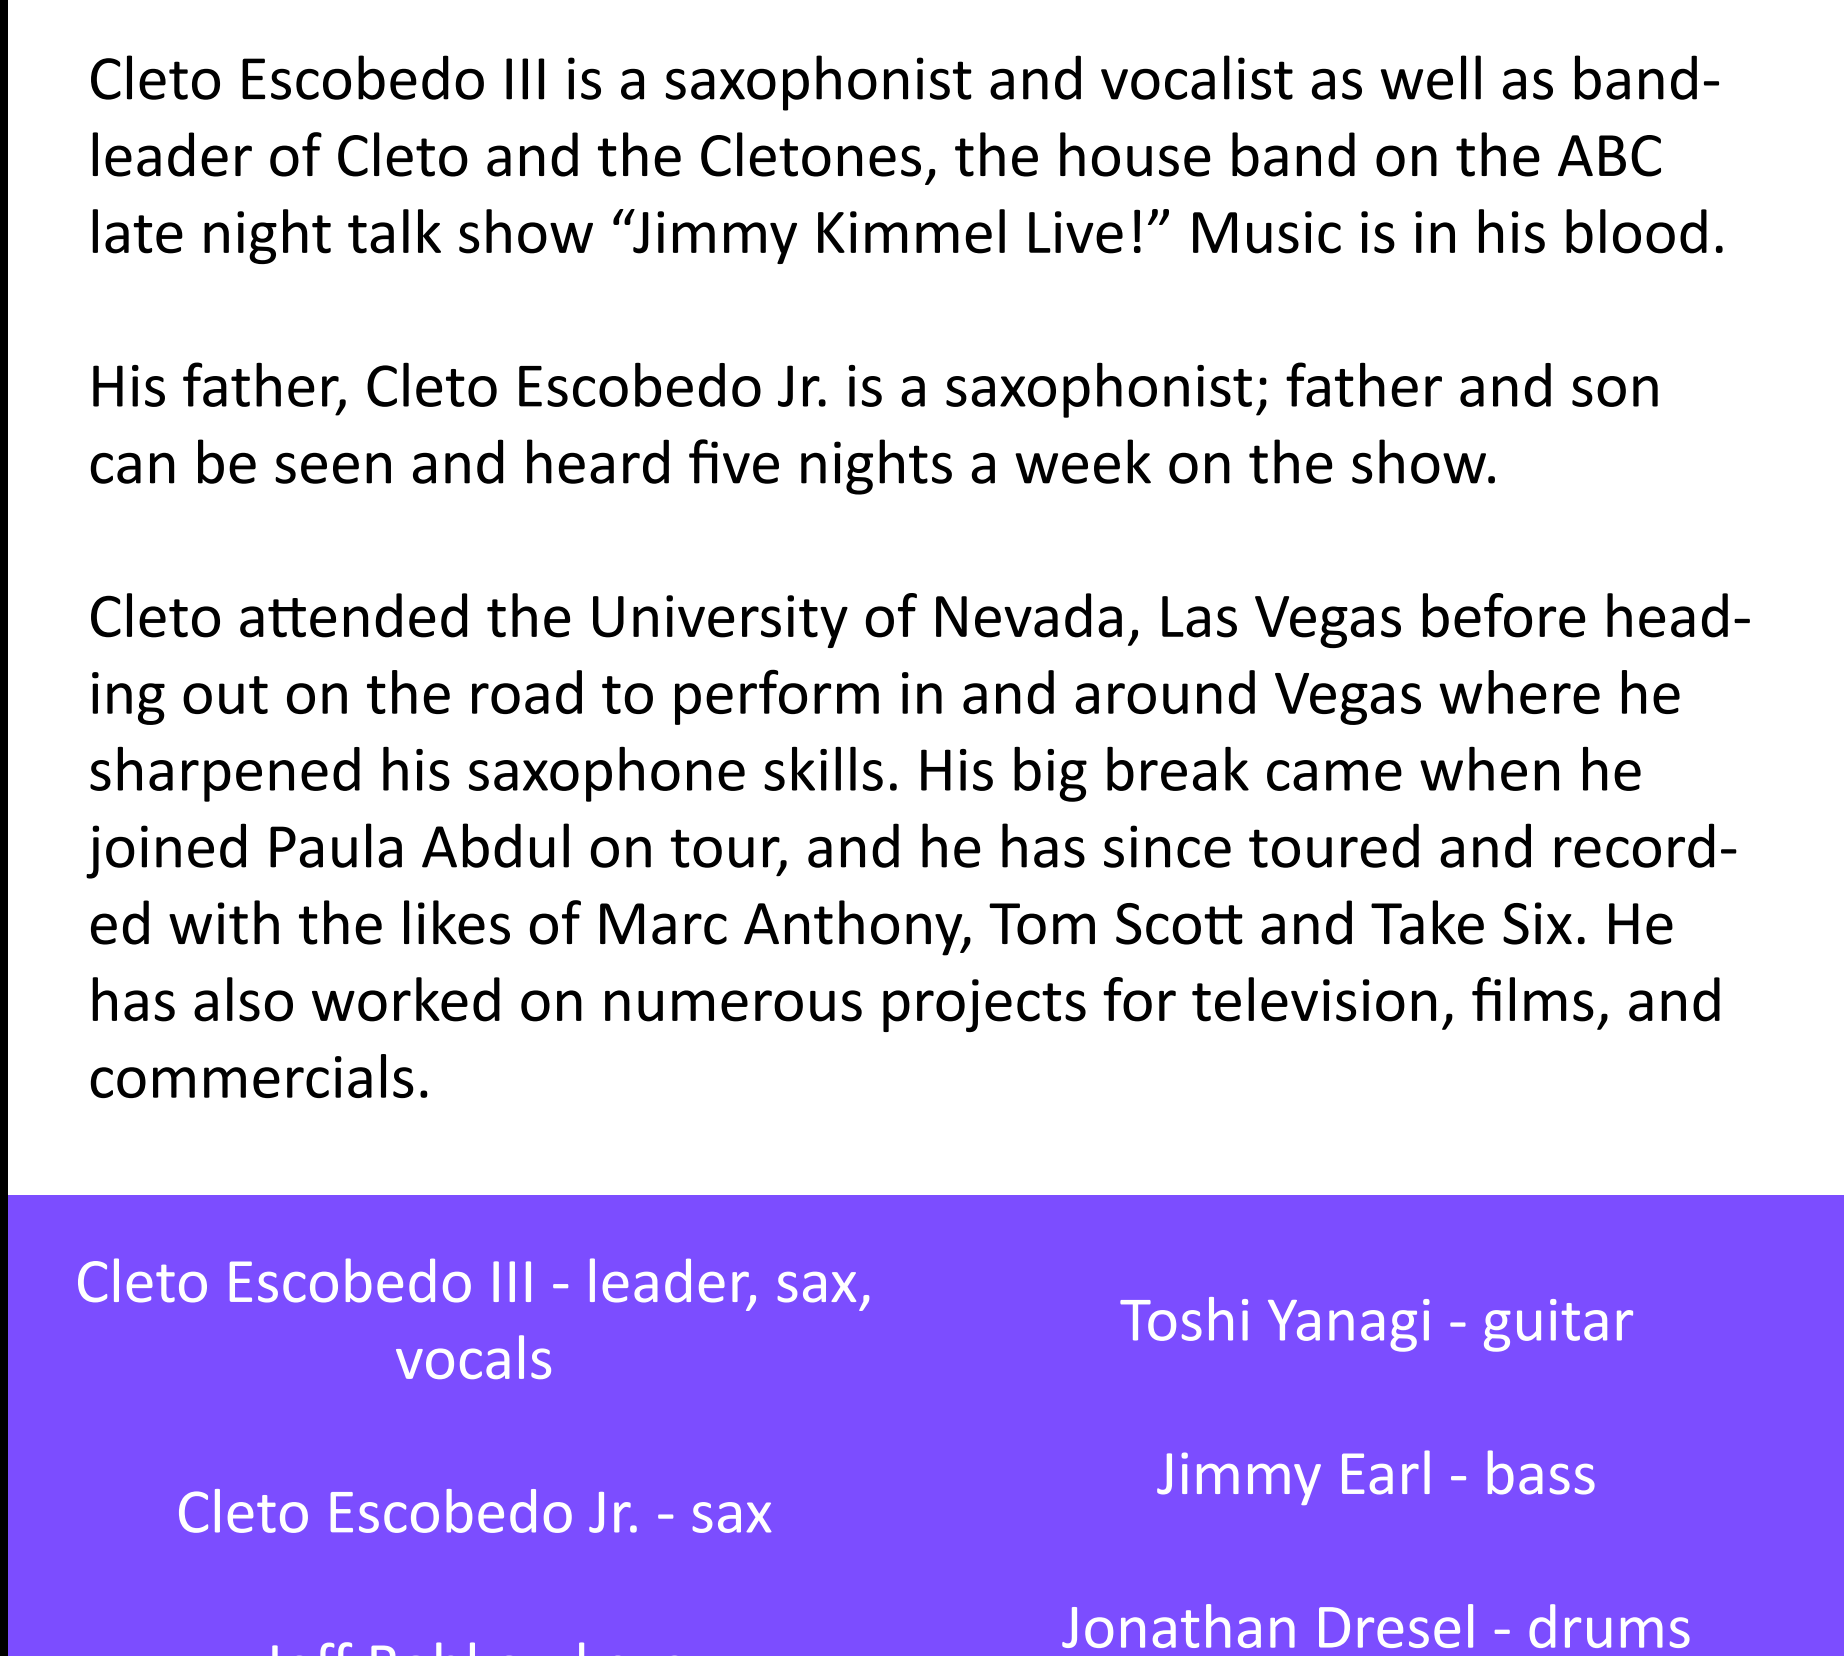 Cleto Escobedo III is a saxophonist and vocalist as well as band-
leader of Cleto and the Cletones, the house band on the ABC
late night talk show “Jimmy Kimmel Live!” Music is in his blood.
His father, Cleto Escobedo Jr. is a saxophonist; father and son
can be seen and heard five nights a week on the show.
Cleto attended the University of Nevada, Las Vegas before head-
ing out on the road to perform in and around Vegas where he
sharpened his saxophone skills. His big break came when he
joined Paula Abdul on tour, and he has since toured and record-
ed with the likes of Marc Anthony, Tom Scott and Take Six. He
has also worked on numerous projects for television, films, and
commercials.
Cleto Escobedo III - leader, sax,
vocals
Cleto Escobedo Jr. - sax
Jeff
Toshi Yanagi - guitar
Jimmy Earl - bass
Jonathan Dresel - drums